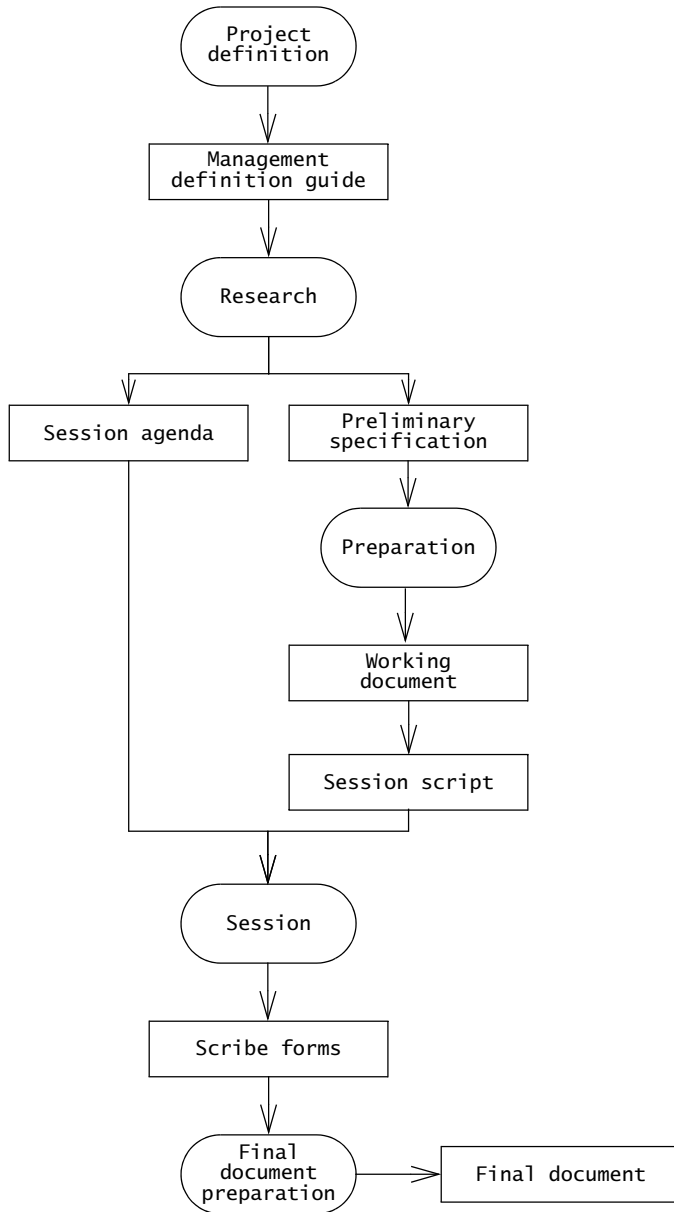 Project
definition
Management
definition guide
Research
Session agenda
Preliminary
specification
Preparation
Working
document
Session script
Session
Scribe forms
Final
document
preparation
Final document